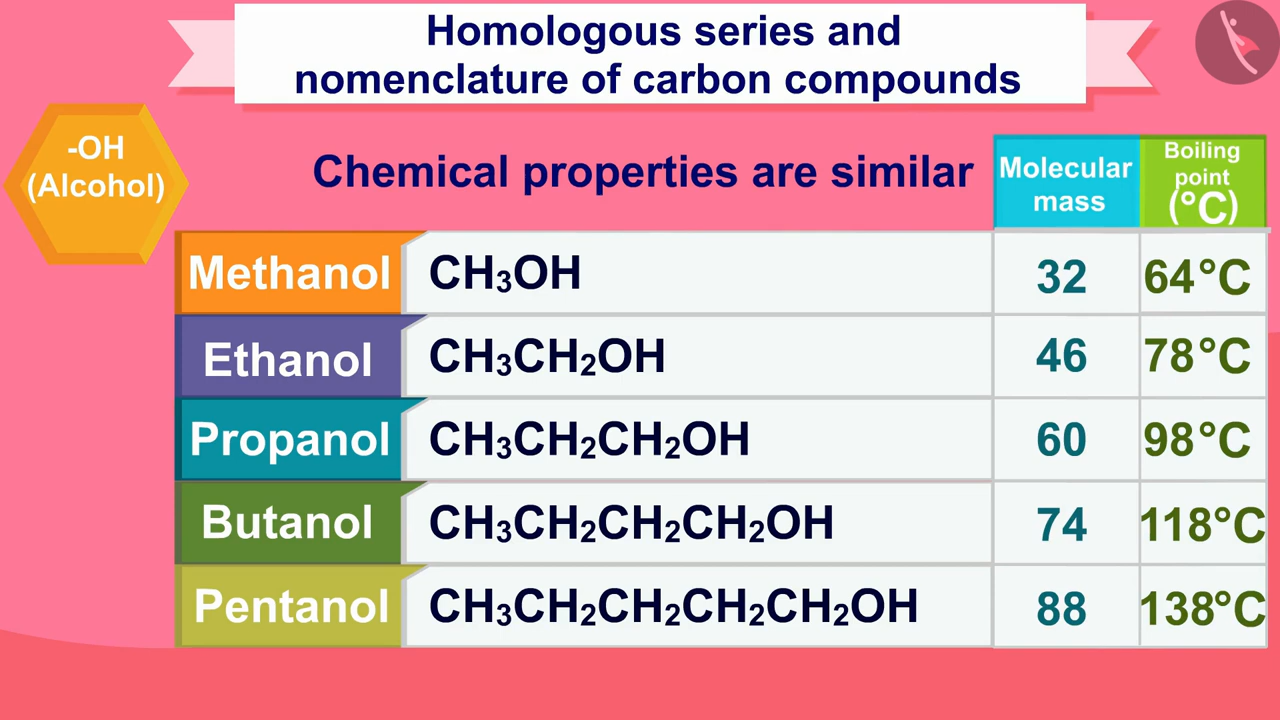 Homologous series and
nomenclature of carbon compounds
-OH
(Alcohol)
Chemical properties are similar
Molecular
mass
Boiling
point
(°C)
Methanol CH₃OH 32 64°C
Ethanol CH₃CH₂OH 46 78°C
Propanol CH₃CH₂CH₂OH 60 98°C
Butanol CH₃CH₂CH₂CH₂OH 74 118°C
Pentanol CH₃CH₂CH₂CH₂CH₂OH 88 138°C